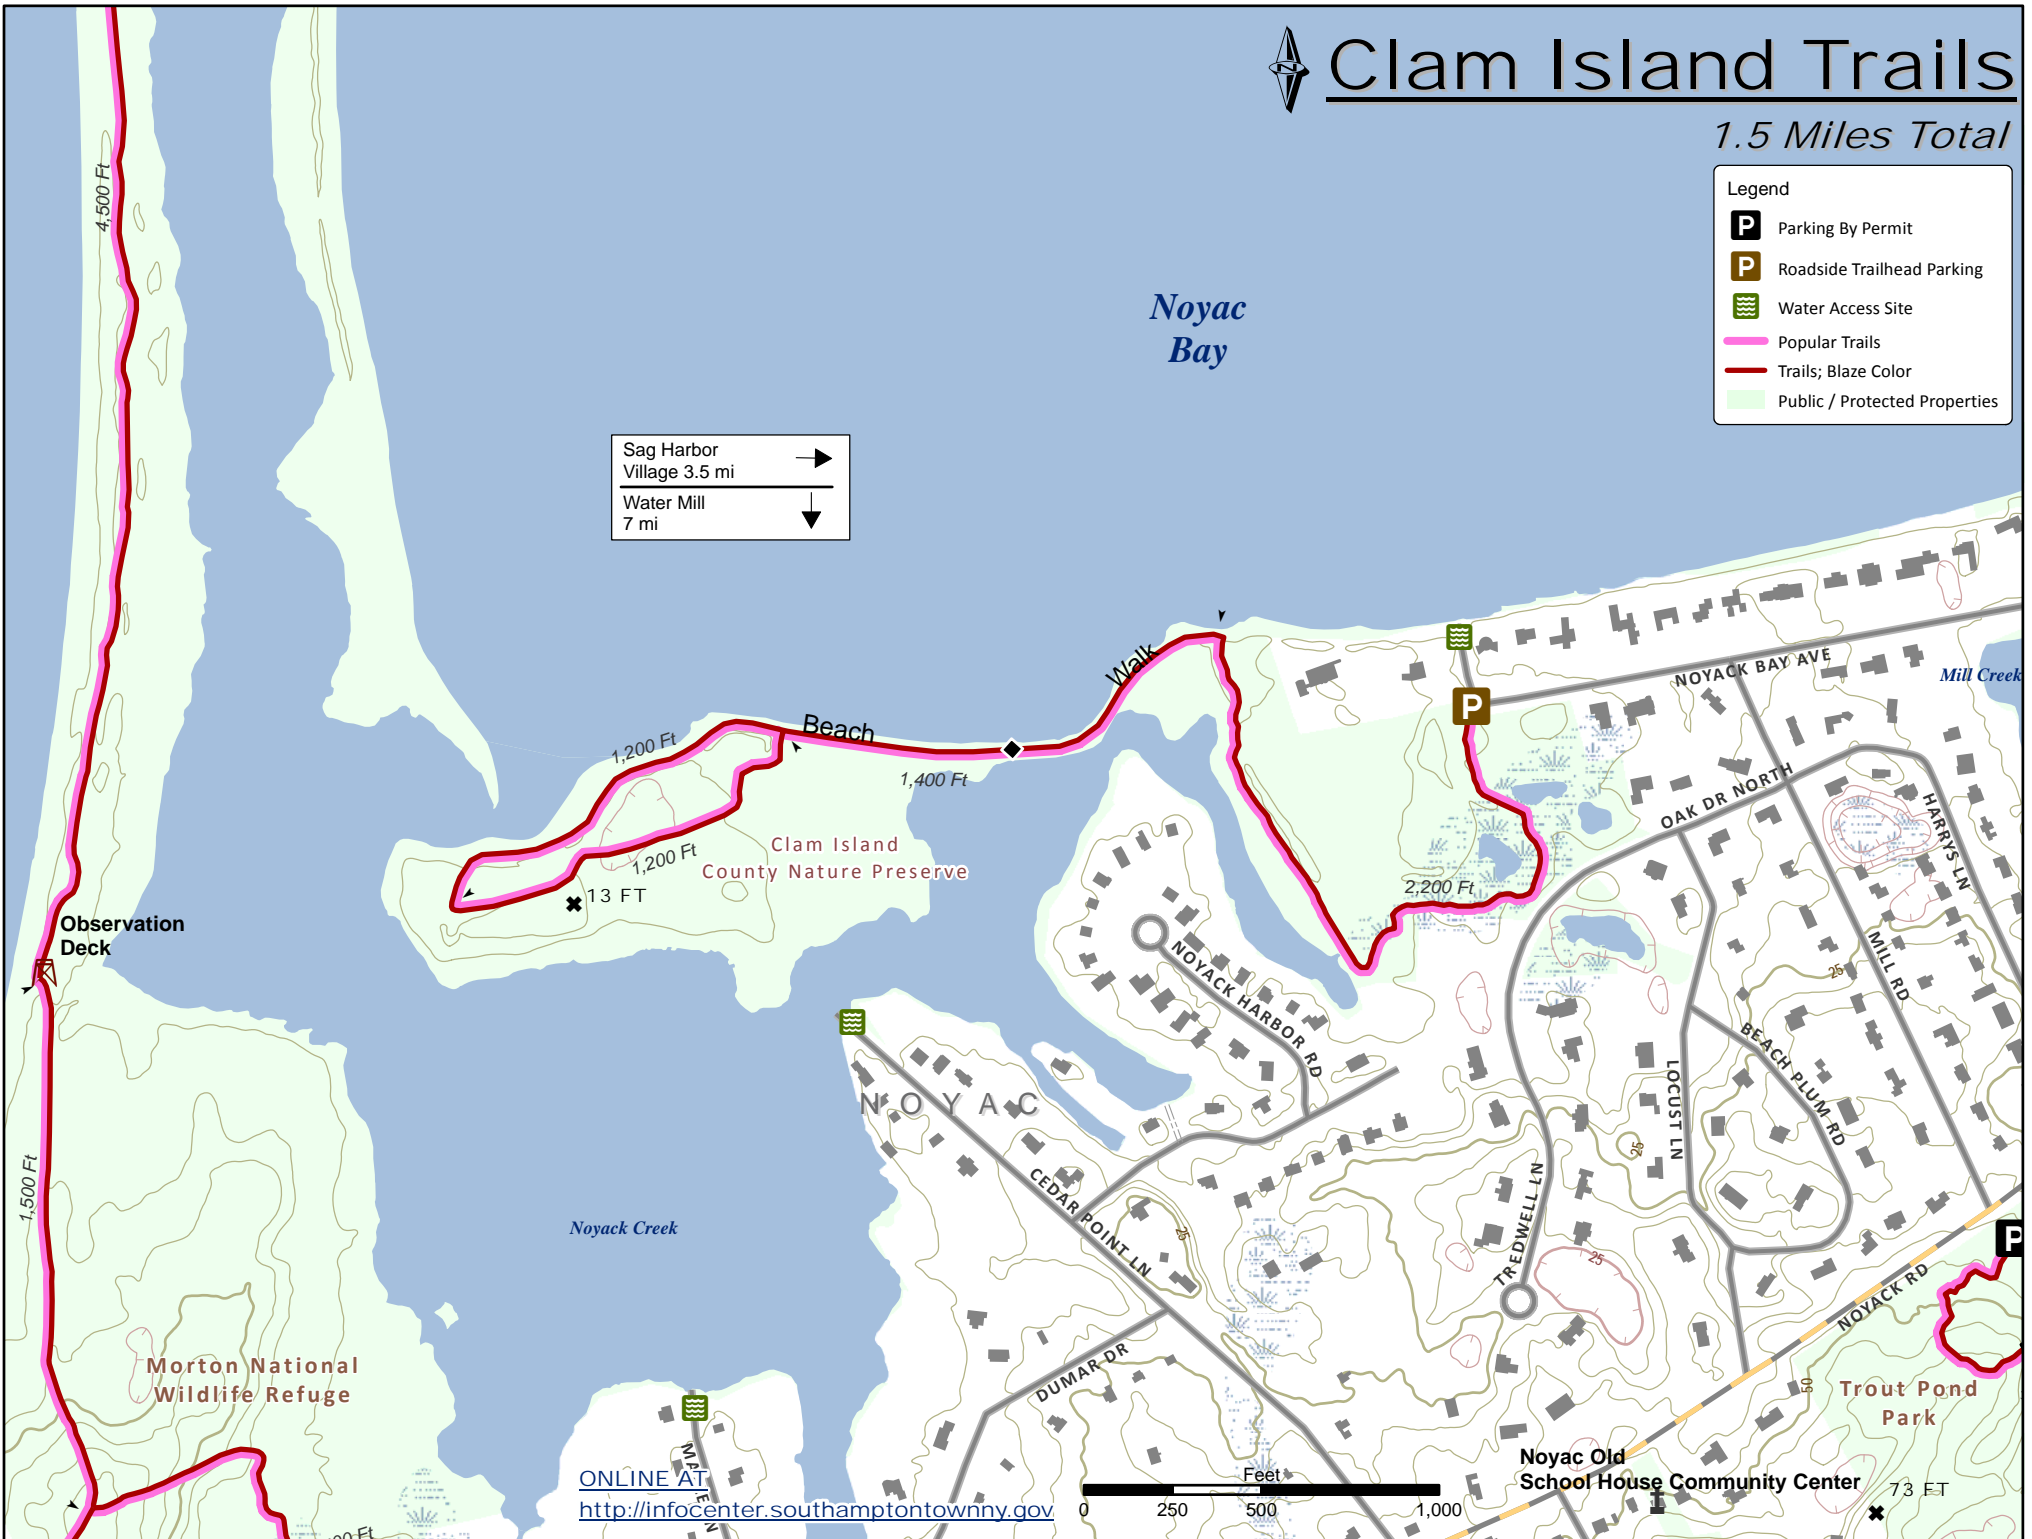 Clam Island Trails
1.5 Miles Total
Legend
P Parking By Permit
P Roadside Trailhead Parking
Water Access Site
Popular Trails
Trails; Blaze Color
Public / Protected Properties
N
4,500 Ft
Noyac
Bay
Sag Harbor
Village 3.5 mi
Water Mill
7 mi
Walk
Beach
1,200 Ft
1,400 Ft
P
NOYACK BAY AVE
Mill Creek
OAK DR NORTH
HARRYS LN
Clam Island
County Nature Preserve
1,200 Ft
13 FT
2,200 Ft
Observation
Deck
NOYACK HARBOR RD
MILL RD
25
BEACH PLUM RD
LOCUST LN
25
NOYAC
1,500 Ft
CEDAR POINT LN
25
Noyack Creek
TREDWELL LN
25
P
NOYACK RD
Morton National
Wildlife Refuge
DUMAR DR
50
Trout Pond
Park
Noyac Old
School House Community Center
73 FT
ONLINE AT
http://infocenter.southamptontownny.gov
Feet
0 250 500 1,000